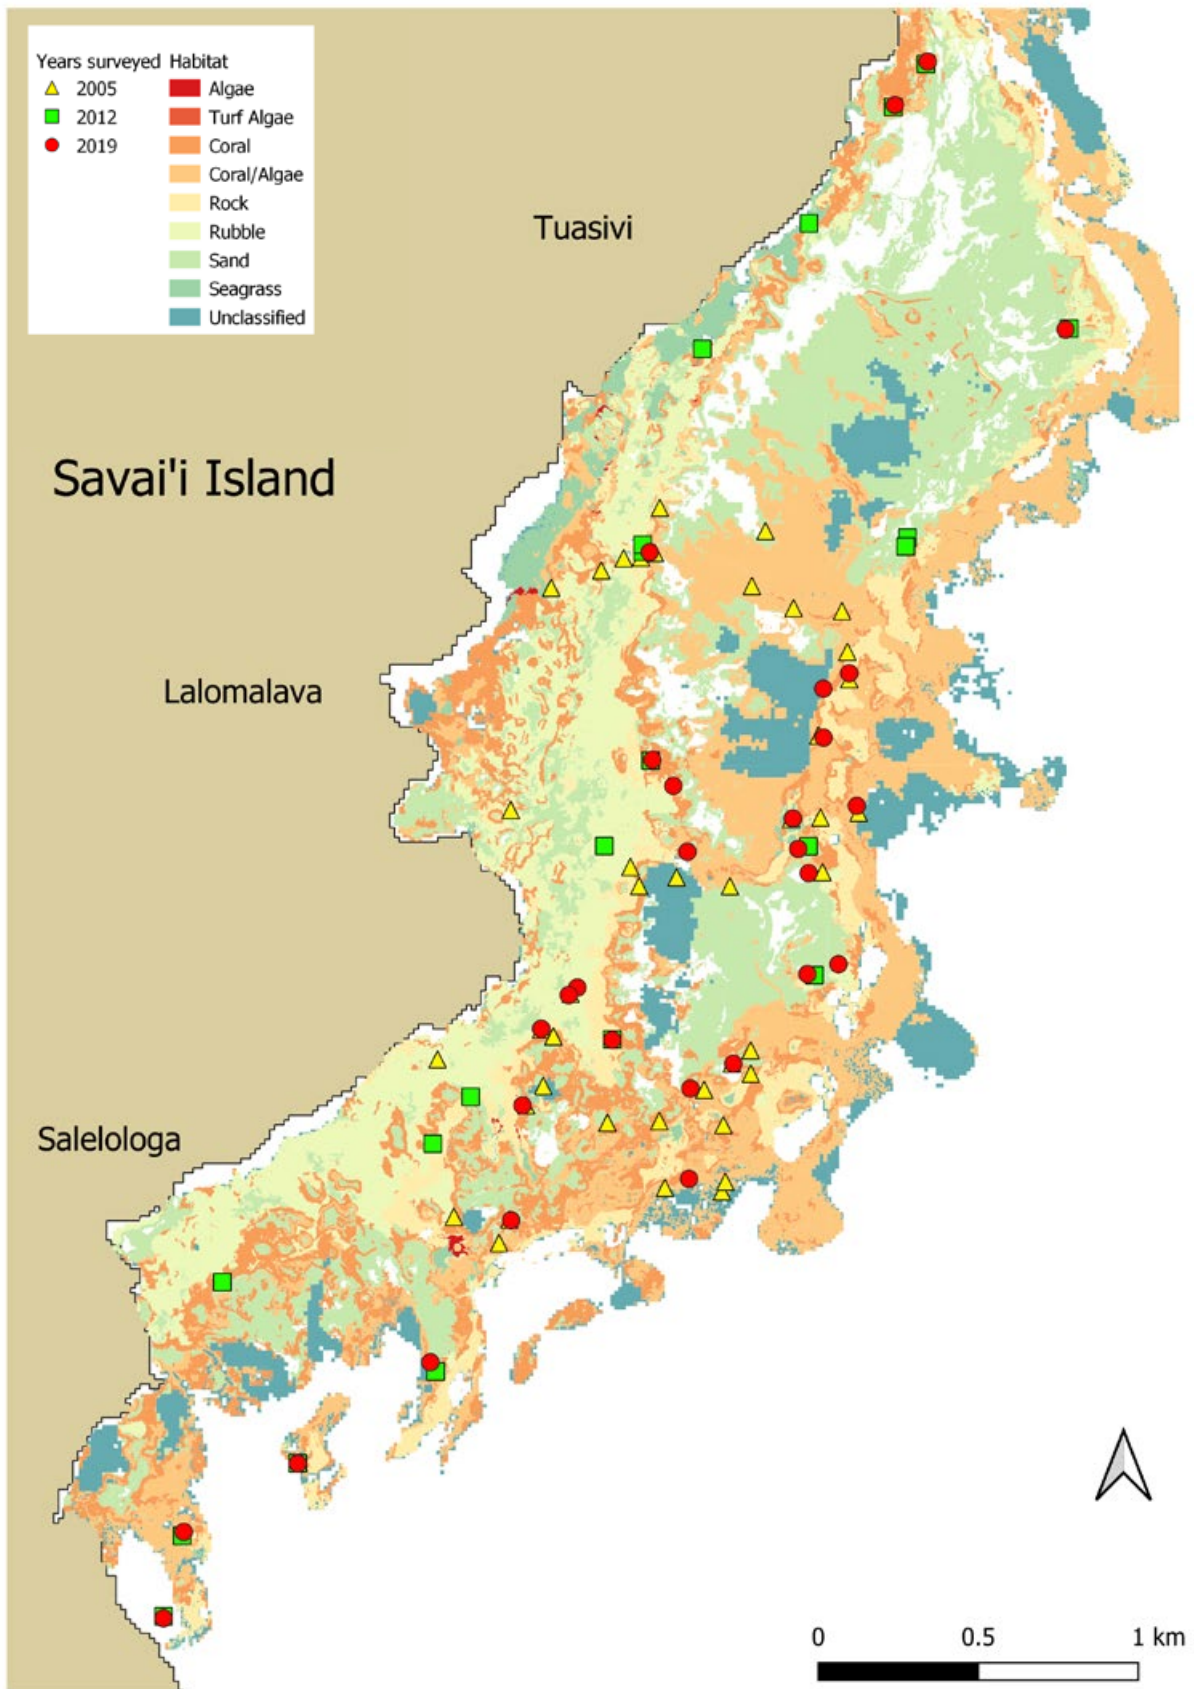 Years surveyed Habitat
2005 Algae
2012 Turf Algae
2019 Coral
Coral/Algae
Rock
Rubble
Sand
Seagrass
Unclassified
Tuasivi
Savai'i Island
Lalomalava
Salelologa
0 0.5 1 km